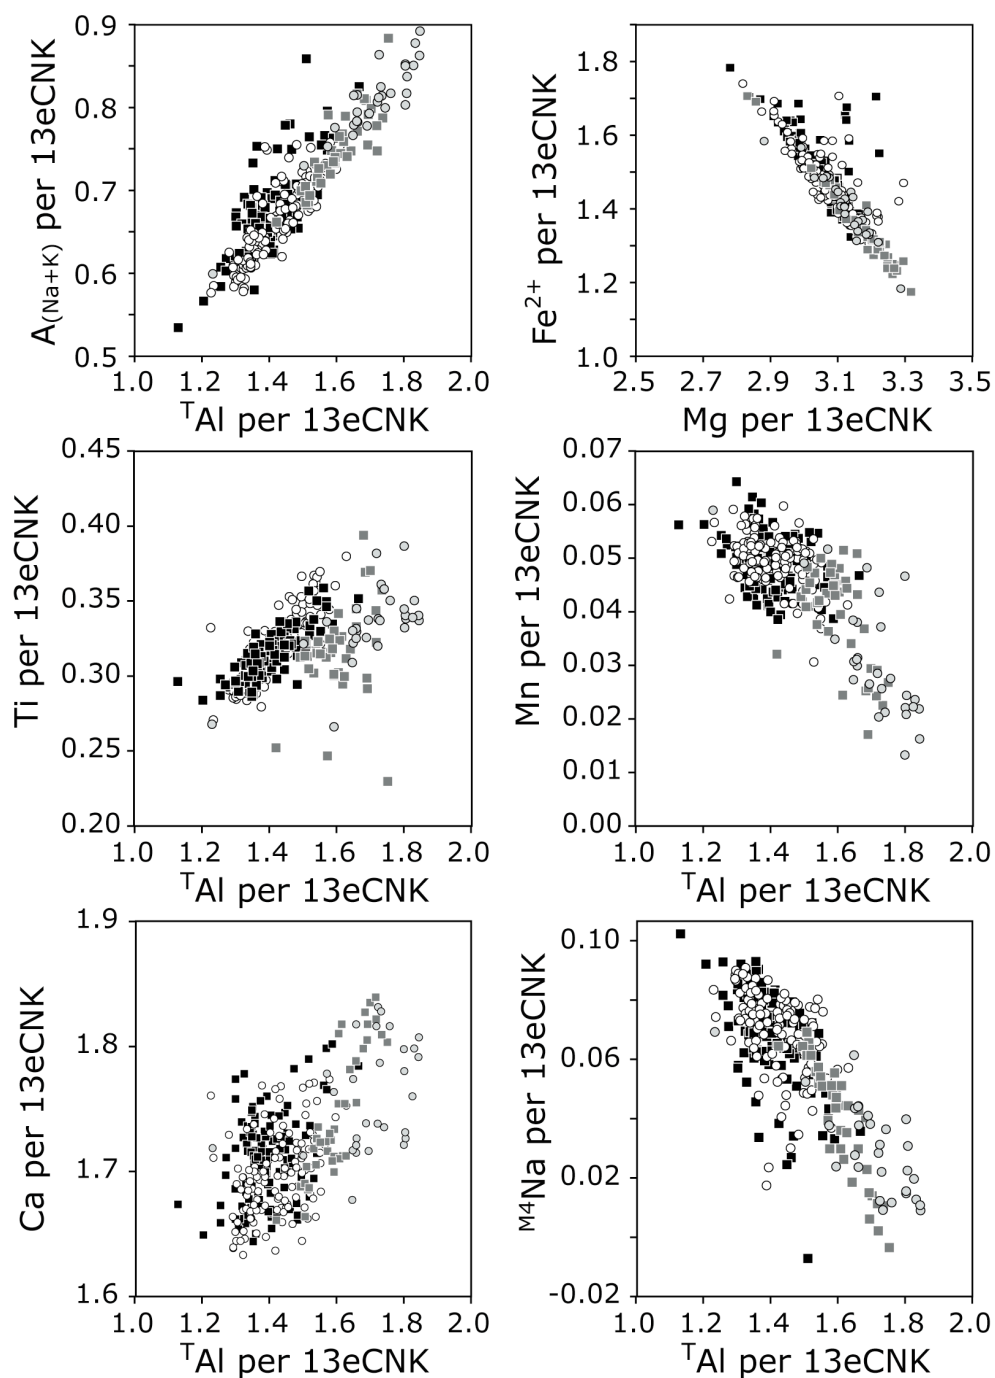 0.9
0.8
0.7
0.6
0.5
1.0 1.2 1.4 1.6 1.8 2.0
A(Na+K) per 13eCNK
ᵀAl per 13eCNK
1.8
1.6
1.4
1.2
1.0
2.5 2.7 2.9 3.1 3.3 3.5
Fe²⁺ per 13eCNK
Mg per 13eCNK
0.45
0.40
0.35
0.30
0.25
0.20
1.0 1.2 1.4 1.6 1.8 2.0
Ti per 13eCNK
ᵀAl per 13eCNK
0.07
0.06
0.05
0.04
0.03
0.02
0.01
0.00
1.0 1.2 1.4 1.6 1.8 2.0
Mn per 13eCNK
ᵀAl per 13eCNK
1.9
1.8
1.7
1.6
1.0 1.2 1.4 1.6 1.8 2.0
Ca per 13eCNK
ᵀAl per 13eCNK
0.10
0.06
0.02
-0.02
1.0 1.2 1.4 1.6 1.8 2.0
ᴹ⁴Na per 13eCNK
ᵀAl per 13eCNK